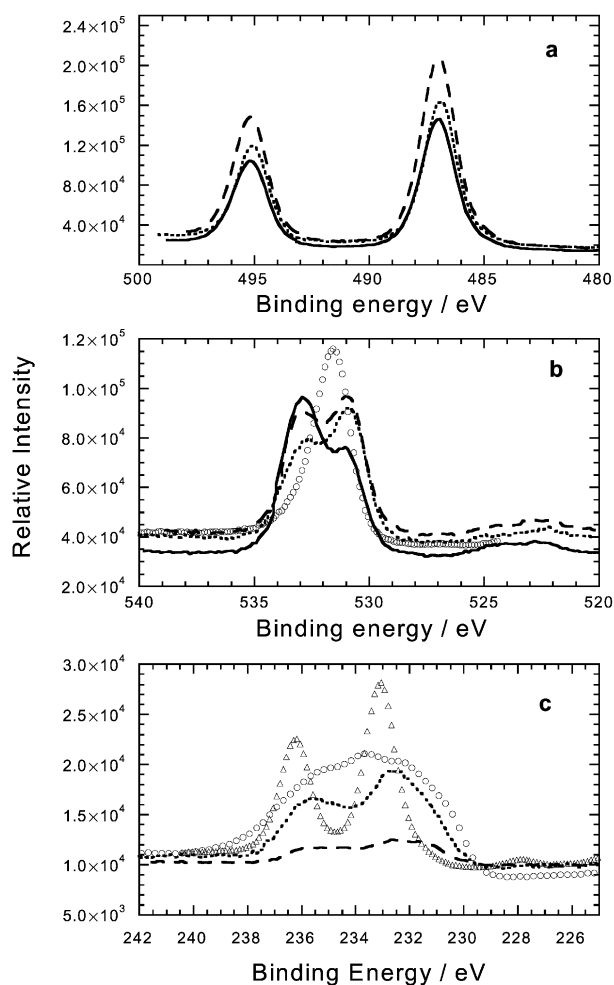 a
2.4×10⁵
2.0×10⁵
1.6×10⁵
1.2×10⁵
8.0×10⁴
4.0×10⁴
500 495 490 485 480
Binding energy / eV
Relative Intensity
b
1.2×10⁵
1.0×10⁵
8.0×10⁴
6.0×10⁴
4.0×10⁴
2.0×10⁴
540 535 530 525 520
Binding energy / eV
c
3.0×10⁴
2.5×10⁴
2.0×10⁴
1.5×10⁴
1.0×10⁴
5.0×10³
242 240 238 236 234 232 230 228 226
Binding Energy / eV